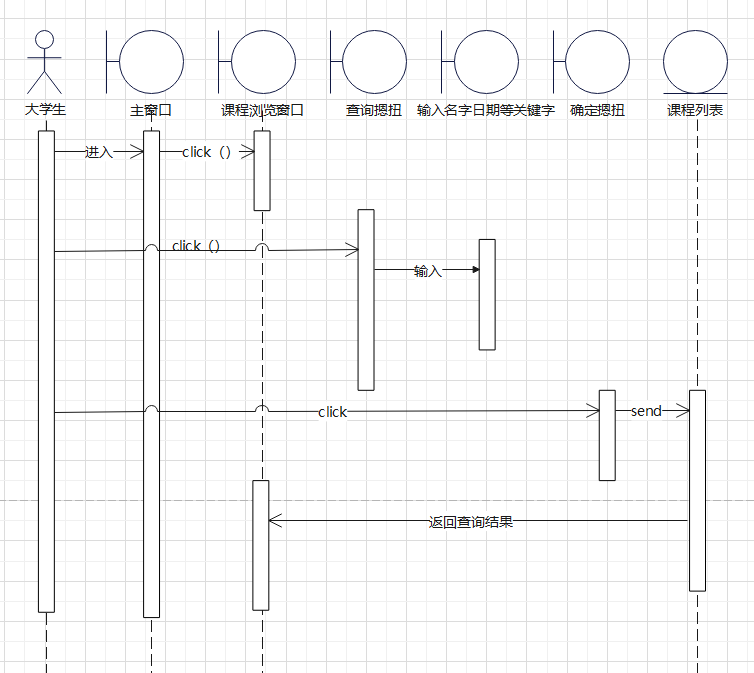 大学生
主窗口
课程浏览窗口
查询摁扭
输入名字日期等关键字
确定摁扭
课程列表
进入
click（）
click（）
输入
click
send
返回查询结果